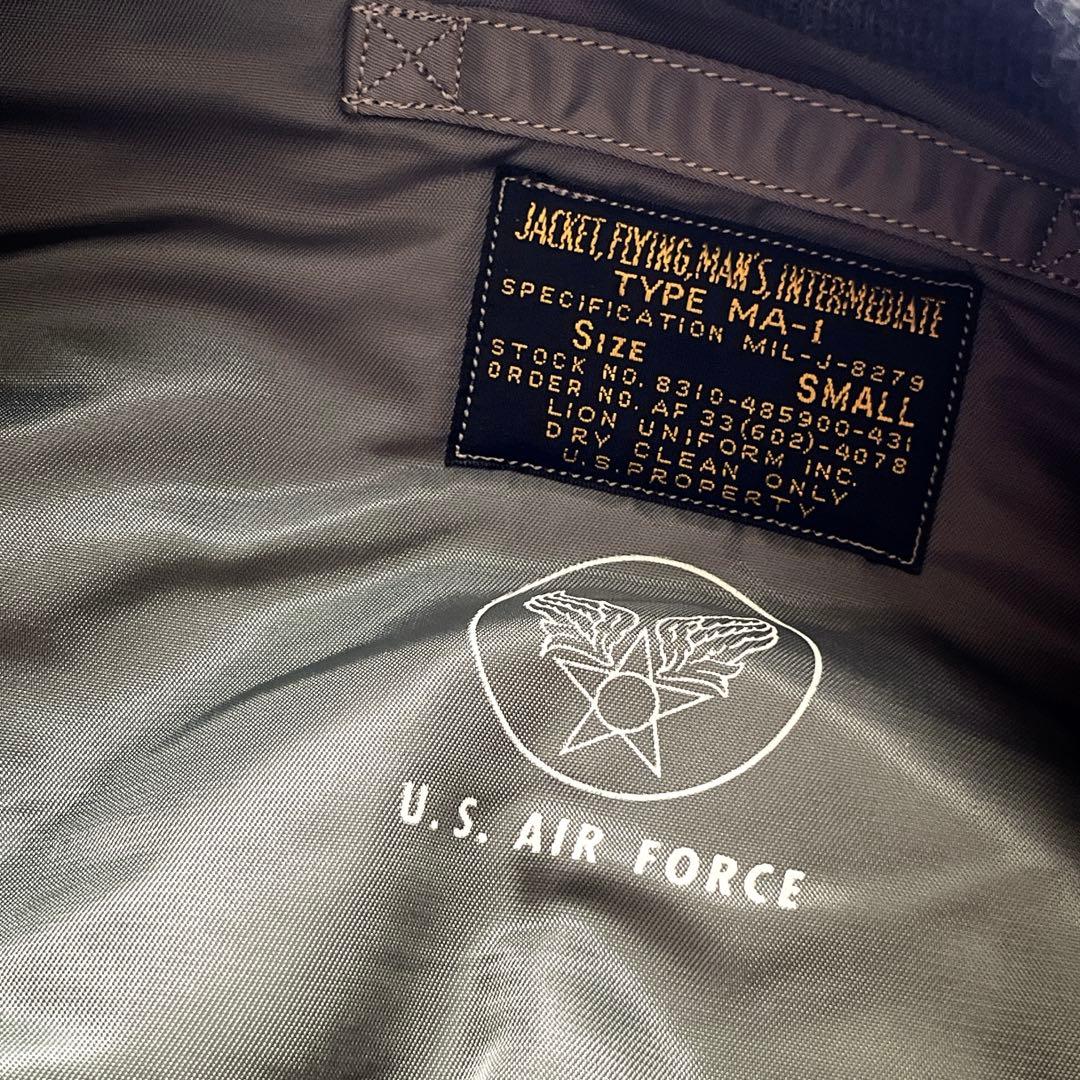 JACKET, FLYING, MAN'S, INTERMEDIATE
TYPE MA-1
SPECIFICATION MIL-J-8279
SIZE SMALL
STOCK NO. 8310-485900-431
ORDER NO. AF 33(602)-4078
LION UNIFORM INC.
DRY CLEAN ONLY
U.S. PROPERTY
U.S. AIR FORCE